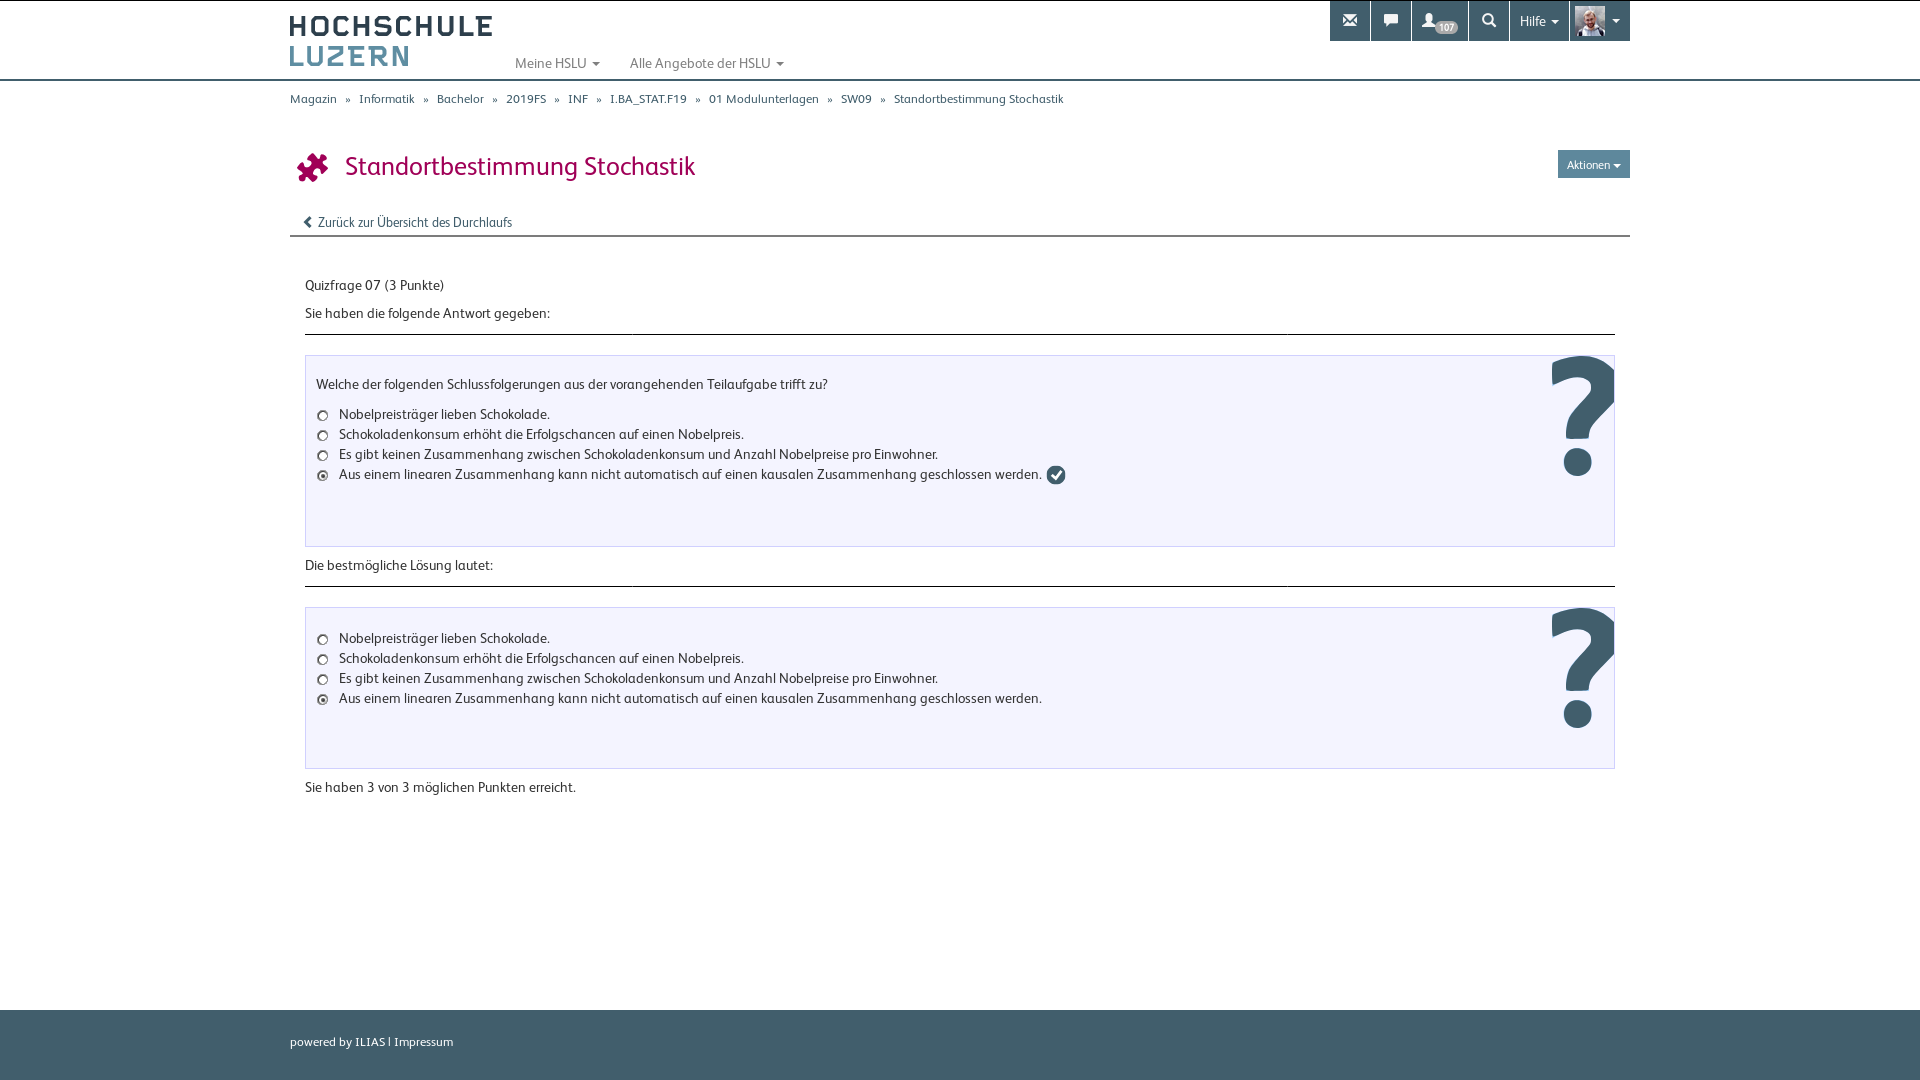 HOCHSCHULE
LUZERN
Meine HSLU
Alle Angebote der HSLU
107
Hilfe
Magazin » Informatik » Bachelor » 2019FS » INF » I.BA_STAT.F19 » 01 Modulunterlagen » SW09 » Standortbestimmung Stochastik
Standortbestimmung Stochastik
Aktionen
Zurück zur Übersicht des Durchlaufs
Quizfrage 07 (3 Punkte)
Sie haben die folgende Antwort gegeben:
?
Welche der folgenden Schlussfolgerungen aus der vorangehenden Teilaufgabe trifft zu?
Nobelpreisträger lieben Schokolade.
Schokoladenkonsum erhöht die Erfolgschancen auf einen Nobelpreis.
Es gibt keinen Zusammenhang zwischen Schokoladenkonsum und Anzahl Nobelpreise pro Einwohner.
Aus einem linearen Zusammenhang kann nicht automatisch auf einen kausalen Zusammenhang geschlossen werden.
Die bestmögliche Lösung lautet:
?
Nobelpreisträger lieben Schokolade.
Schokoladenkonsum erhöht die Erfolgschancen auf einen Nobelpreis.
Es gibt keinen Zusammenhang zwischen Schokoladenkonsum und Anzahl Nobelpreise pro Einwohner.
Aus einem linearen Zusammenhang kann nicht automatisch auf einen kausalen Zusammenhang geschlossen werden.
Sie haben 3 von 3 möglichen Punkten erreicht.
powered by ILIAS | Impressum